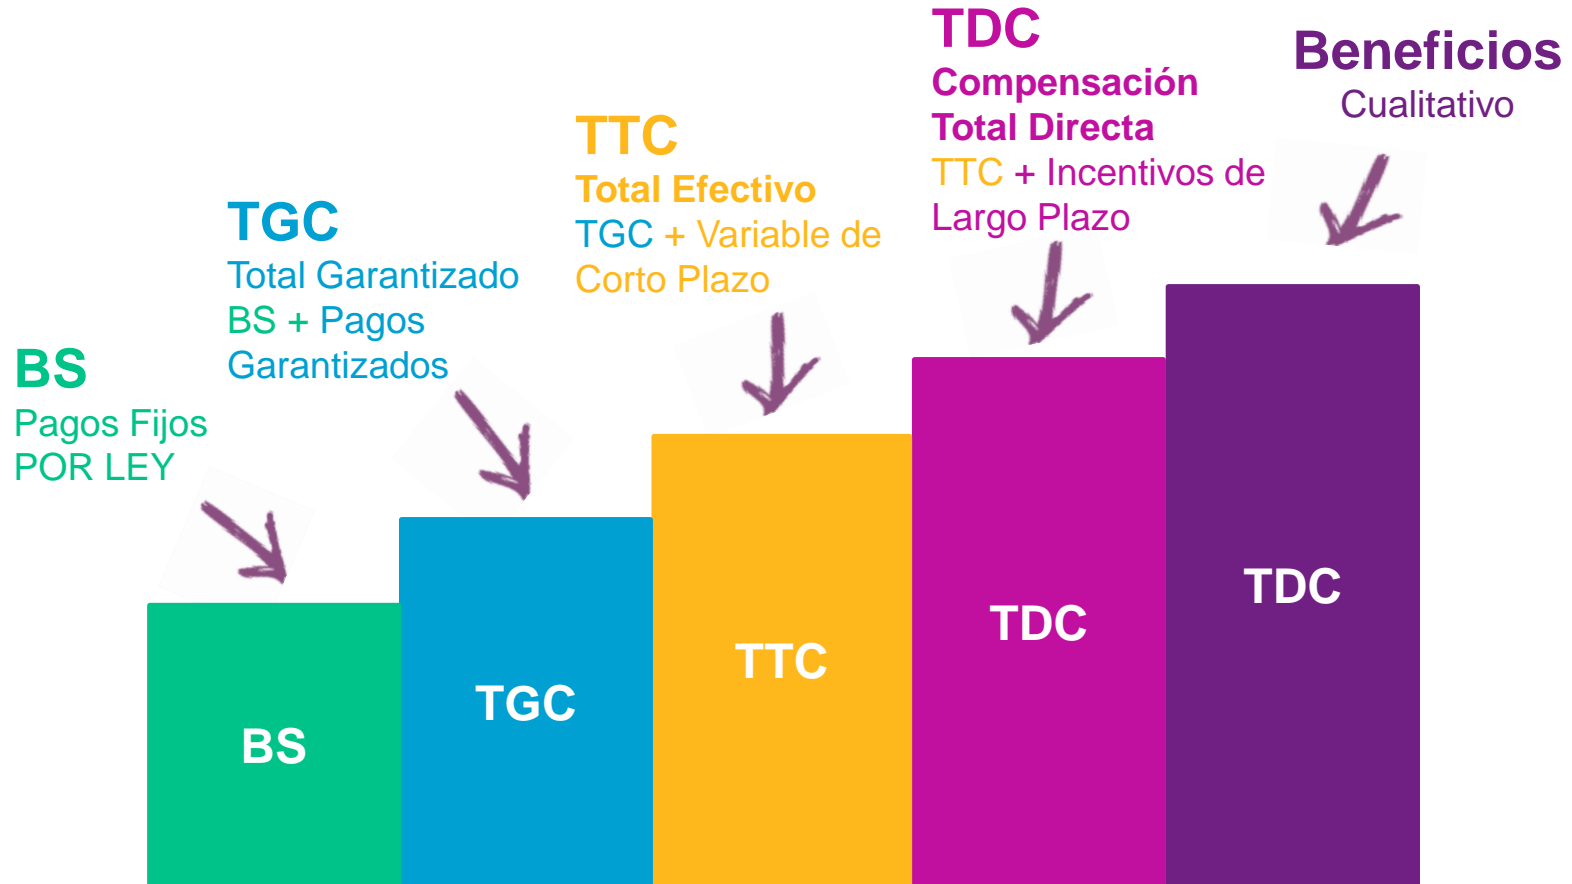 BS
Pagos Fijos
POR LEY
TGC
Total Garantizado
BS + Pagos
Garantizados
TTC
Total Efectivo
TGC + Variable de
Corto Plazo
TDC
Compensación
Total Directa
TTC + Incentivos de
Largo Plazo
Beneficios
Cualitativo
BS
TGC
TTC
TDC
TDC